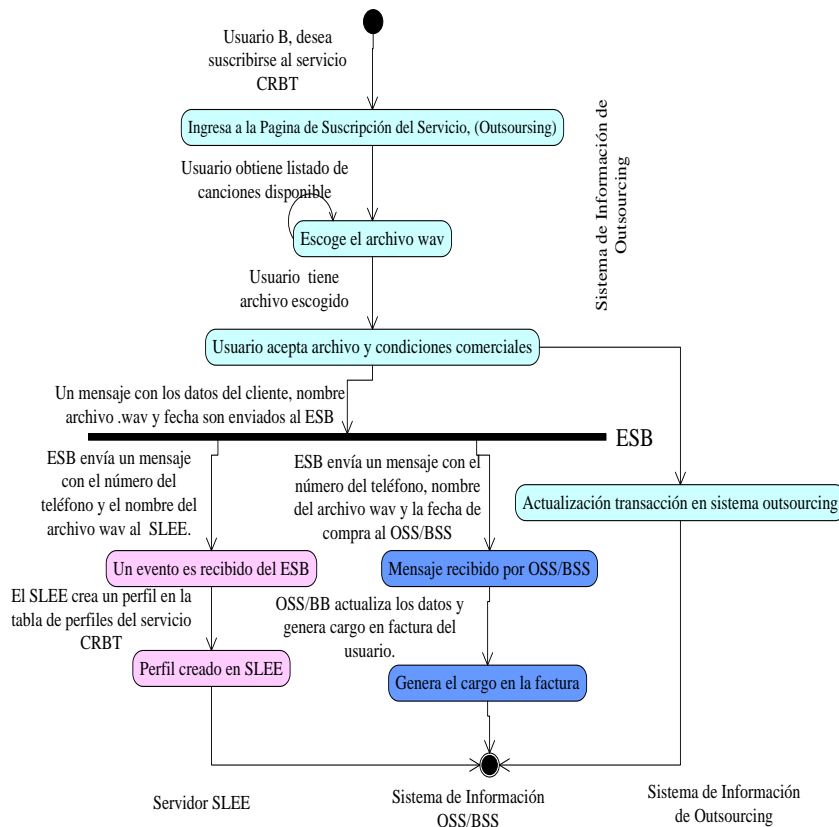 Usuario B, desea
suscribirse al servicio
CRBT
Ingresa a la Pagina de Suscripción del Servicio, (Outsoursing)
Sistema de Información de
Outsourcing
Usuario obtiene listado de
canciones disponible
Escoge el archivo wav
Usuario tiene
archivo escogido
Usuario acepta archivo y condiciones comerciales
Un mensaje con los datos del cliente, nombre
archivo .wav y fecha son enviados al ESB
ESB
ESB envía un mensaje
con el número del
teléfono y el nombre del
archivo wav al SLEE.
ESB envía un mensaje con el
número del teléfono, nombre
del archivo wav y la fecha de
compra al OSS/BSS
Actualización transacción en sistema outsourcing
Un evento es recibido del ESB
Mensaje recibido por OSS/BSS
El SLEE crea un perfil en la
tabla de perfiles del servicio
CRBT
OSS/BB actualiza los datos y
genera cargo en factura del
usuario.
Perfil creado en SLEE
Genera el cargo en la factura
Servidor SLEE
Sistema de Información
OSS/BSS
Sistema de Información
de Outsourcing